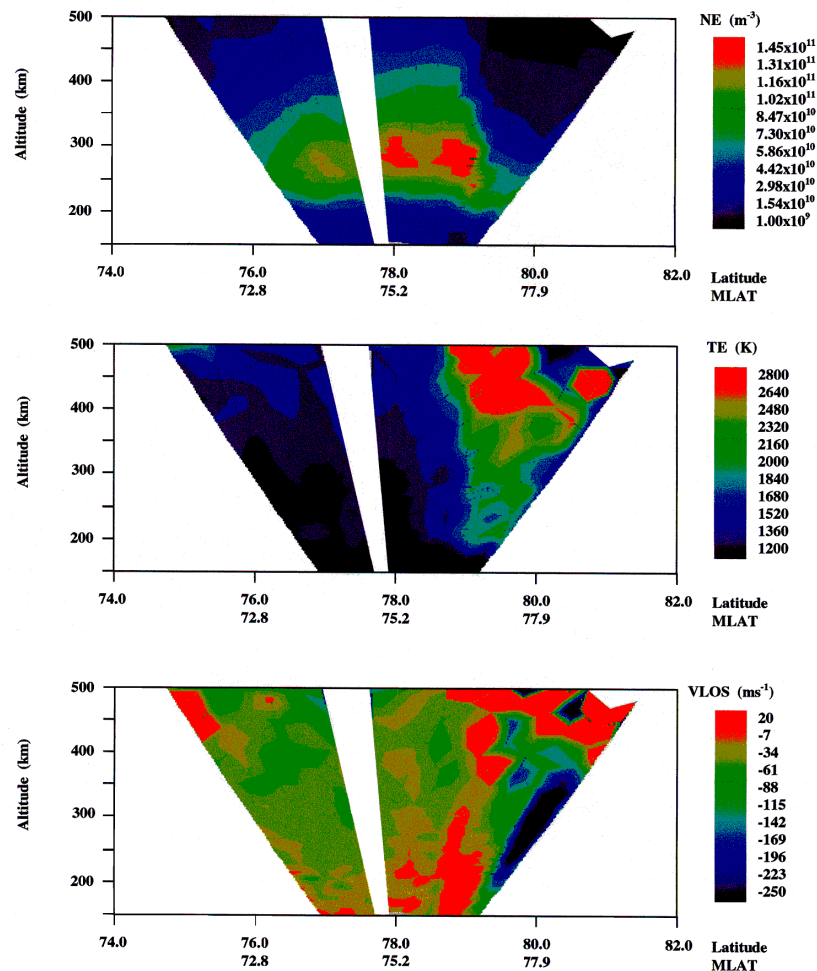 NE (m⁻³)
500
400
300
200
Altitude (km)
1.45x10¹¹
1.31x10¹¹
1.16x10¹¹
1.02x10¹¹
8.47x10¹⁰
7.30x10¹⁰
5.86x10¹⁰
4.42x10¹⁰
2.98x10¹⁰
1.54x10¹⁰
1.00x10⁹
74.0 76.0 78.0 80.0 82.0 Latitude
72.8 75.2 77.9 MLAT
TE (K)
500
400
300
200
Altitude (km)
2800
2640
2480
2320
2160
2000
1840
1680
1520
1360
1200
74.0 76.0 78.0 80.0 82.0 Latitude
72.8 75.2 77.9 MLAT
VLOS (ms⁻¹)
500
400
300
200
Altitude (km)
20
-7
-34
-61
-88
-115
-142
-169
-196
-223
-250
74.0 76.0 78.0 80.0 82.0 Latitude
72.8 75.2 77.9 MLAT